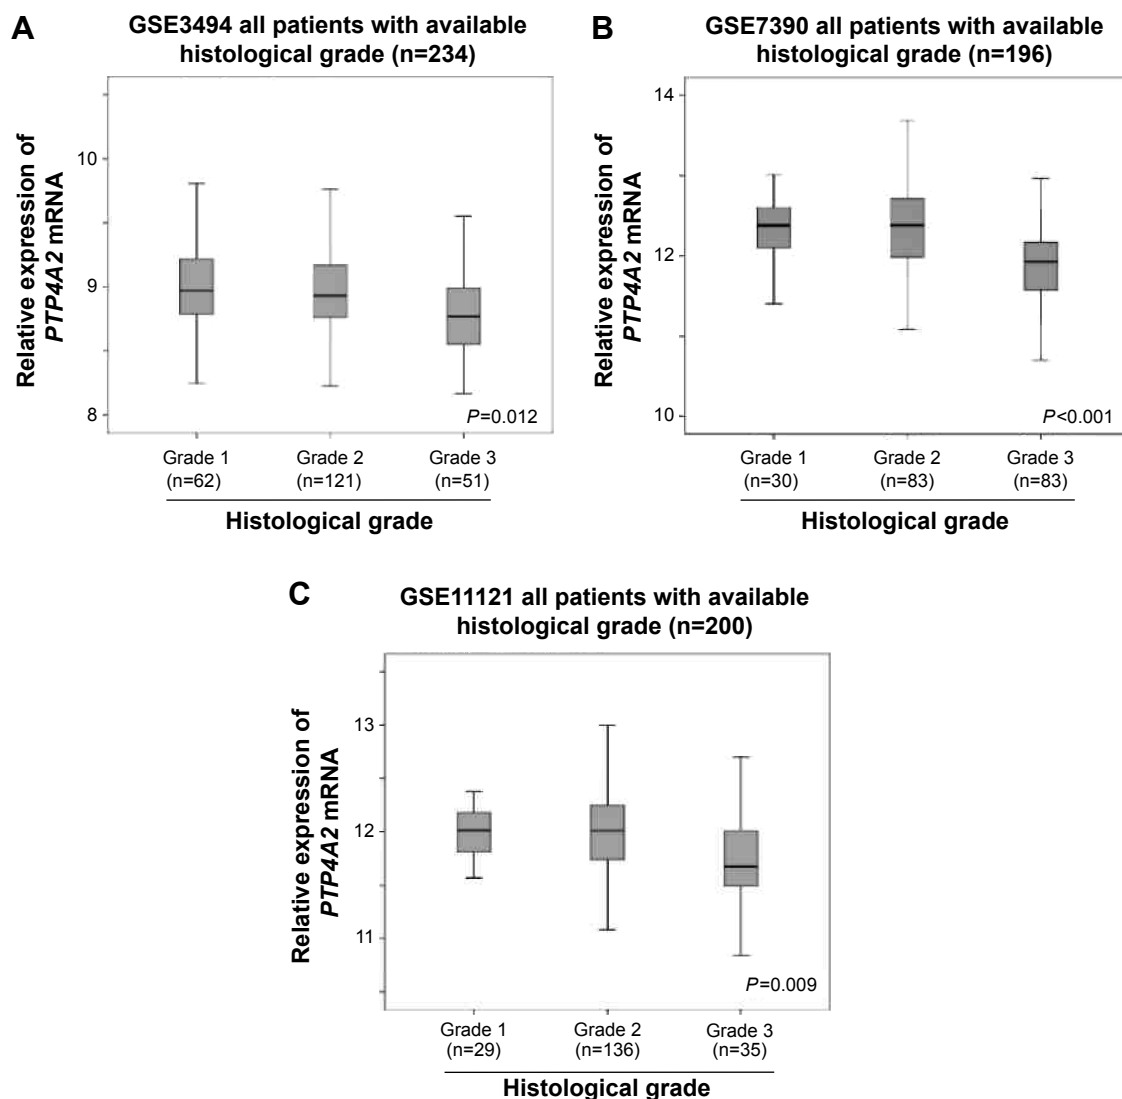 A
GSE3494 all patients with available
histological grade (n=234)
Relative expression of
PTP4A2 mRNA
10
9
8
P=0.012
Grade 1
(n=62)
Grade 2
(n=121)
Grade 3
(n=51)
Histological grade
B
GSE7390 all patients with available
histological grade (n=196)
Relative expression of
PTP4A2 mRNA
14
12
10
P<0.001
Grade 1
(n=30)
Grade 2
(n=83)
Grade 3
(n=83)
Histological grade
C
GSE11121 all patients with available
histological grade (n=200)
Relative expression of
PTP4A2 mRNA
13
12
11
P=0.009
Grade 1
(n=29)
Grade 2
(n=136)
Grade 3
(n=35)
Histological grade